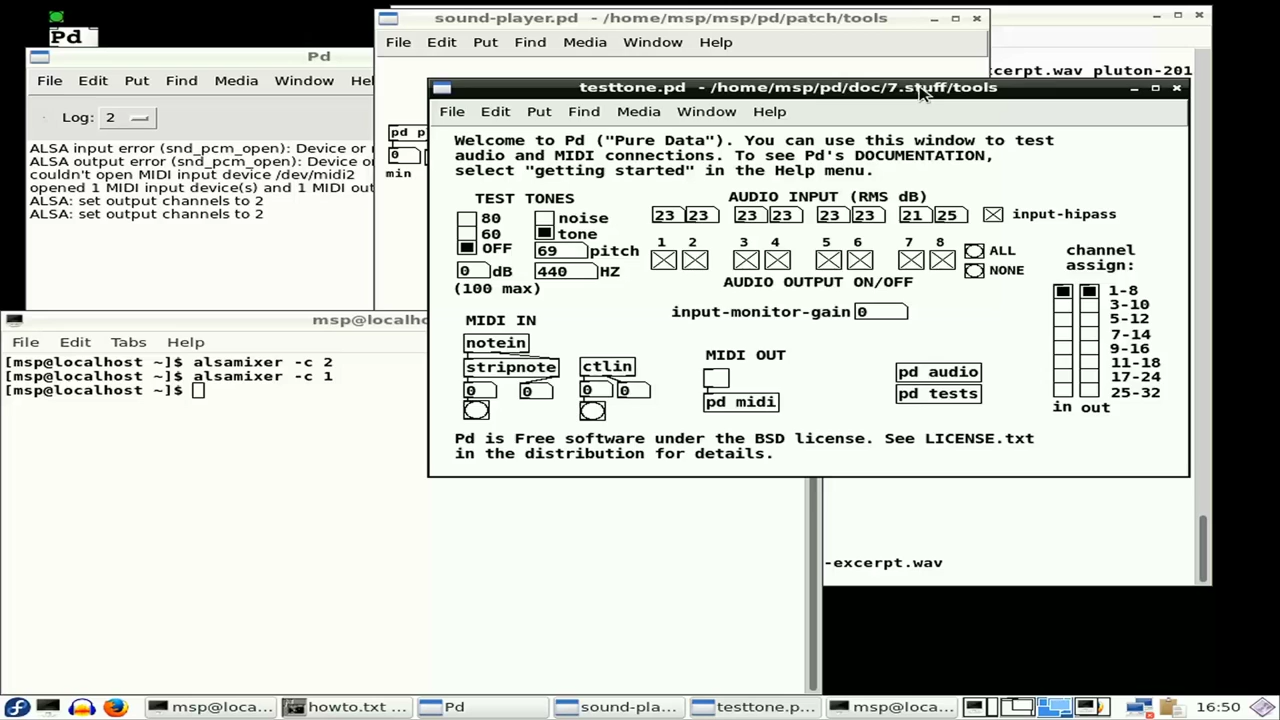 sound-player.pd - /home/msp/msp/pd/patch/tools
File Edit Put Find Media Window Help
Pd
Pd
File Edit Put Find Media Window Hel
Log: 2
ALSA input error (snd_pcm_open): Device or
ALSA output error (snd_pcm_open): Device or
couldn't open MIDI input device /dev/midi2
opened 1 MIDI input device(s) and 1 MIDI out
ALSA: set output channels to 2
ALSA: set output channels to 2
pd p
0
min
excerpt.wav pluton-201
testtone.pd - /home/msp/pd/doc/7.stuff/tools
File Edit Put Find Media Window Help
Welcome to Pd ("Pure Data"). You can use this window to test
audio and MIDI connections. To see Pd's DOCUMENTATION,
select "getting started" in the Help menu.
TEST TONES
80
60
OFF
noise
tone
69 pitch
0 dB
440 HZ
(100 max)
AUDIO INPUT (RMS dB)
23 23 23 23 23 23 21 25 input-hipass
1 2 3 4 5 6 7 8
ALL
NONE
AUDIO OUTPUT ON/OFF
input-monitor-gain 0
channel
assign:
1-8
3-10
5-12
7-14
9-16
11-18
17-24
25-32
in out
MIDI IN
notein
stripnote
0 0
ctlin
0 0
MIDI OUT
pd midi
pd audio
pd tests
Pd is Free software under the BSD license. See LICENSE.txt
in the distribution for details.
-excerpt.wav
msp@localho
File Edit Tabs Help
[msp@localhost ~]$ alsamixer -c 2
[msp@localhost ~]$ alsamixer -c 1
[msp@localhost ~]$
msp@loca... howto.txt ... Pd sound-pla... testtone.p... msp@loca... 16:50